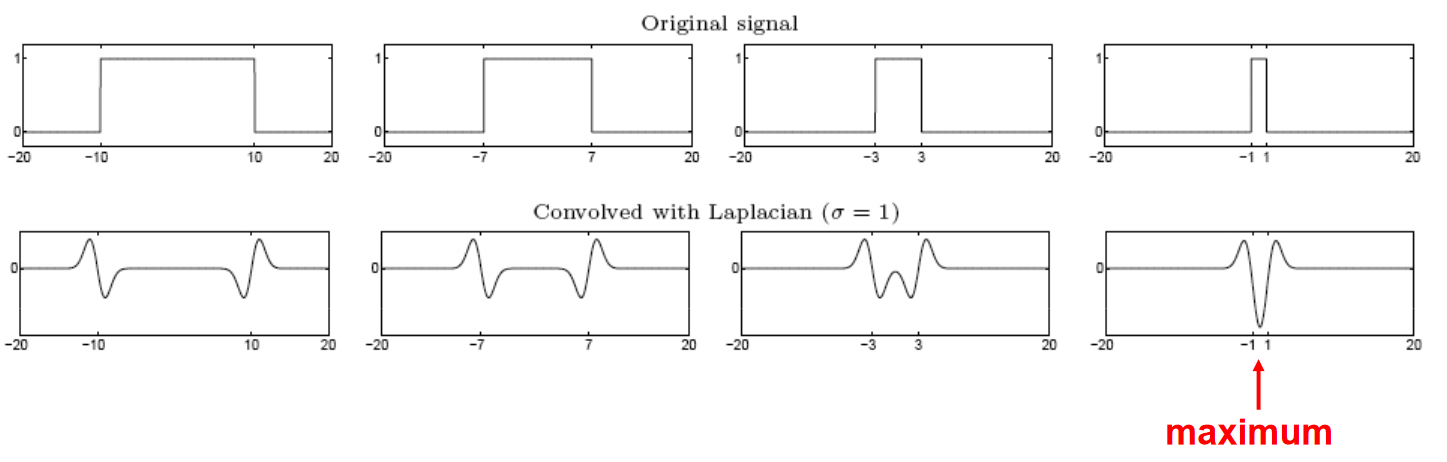 Original signal
1 1 1 1
0 0 0 0
−20 −10 10 20 −20 −7 7 20 −20 −3 3 20 −20 −1 1 20
Convolved with Laplacian (σ = 1)
0 0 0 0
−20 −10 10 20 −20 −7 7 20 −20 −3 3 20 −20 −1 1 20
maximum